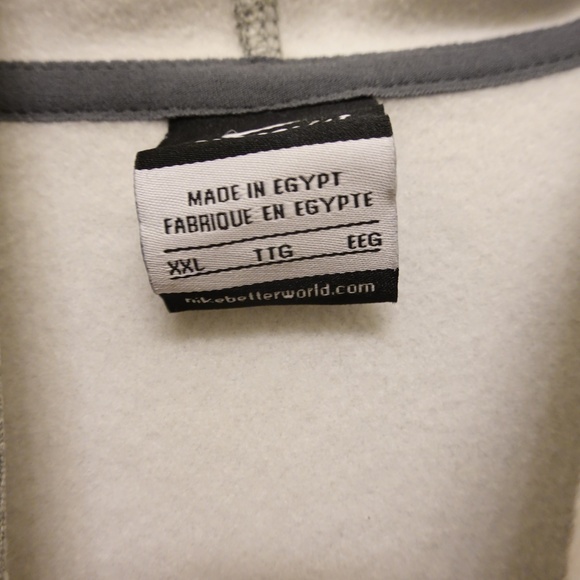 MADE IN EGYPT
FABRIQUE EN EGYPTE
XXL TTG EEG
nikebetterworld.com